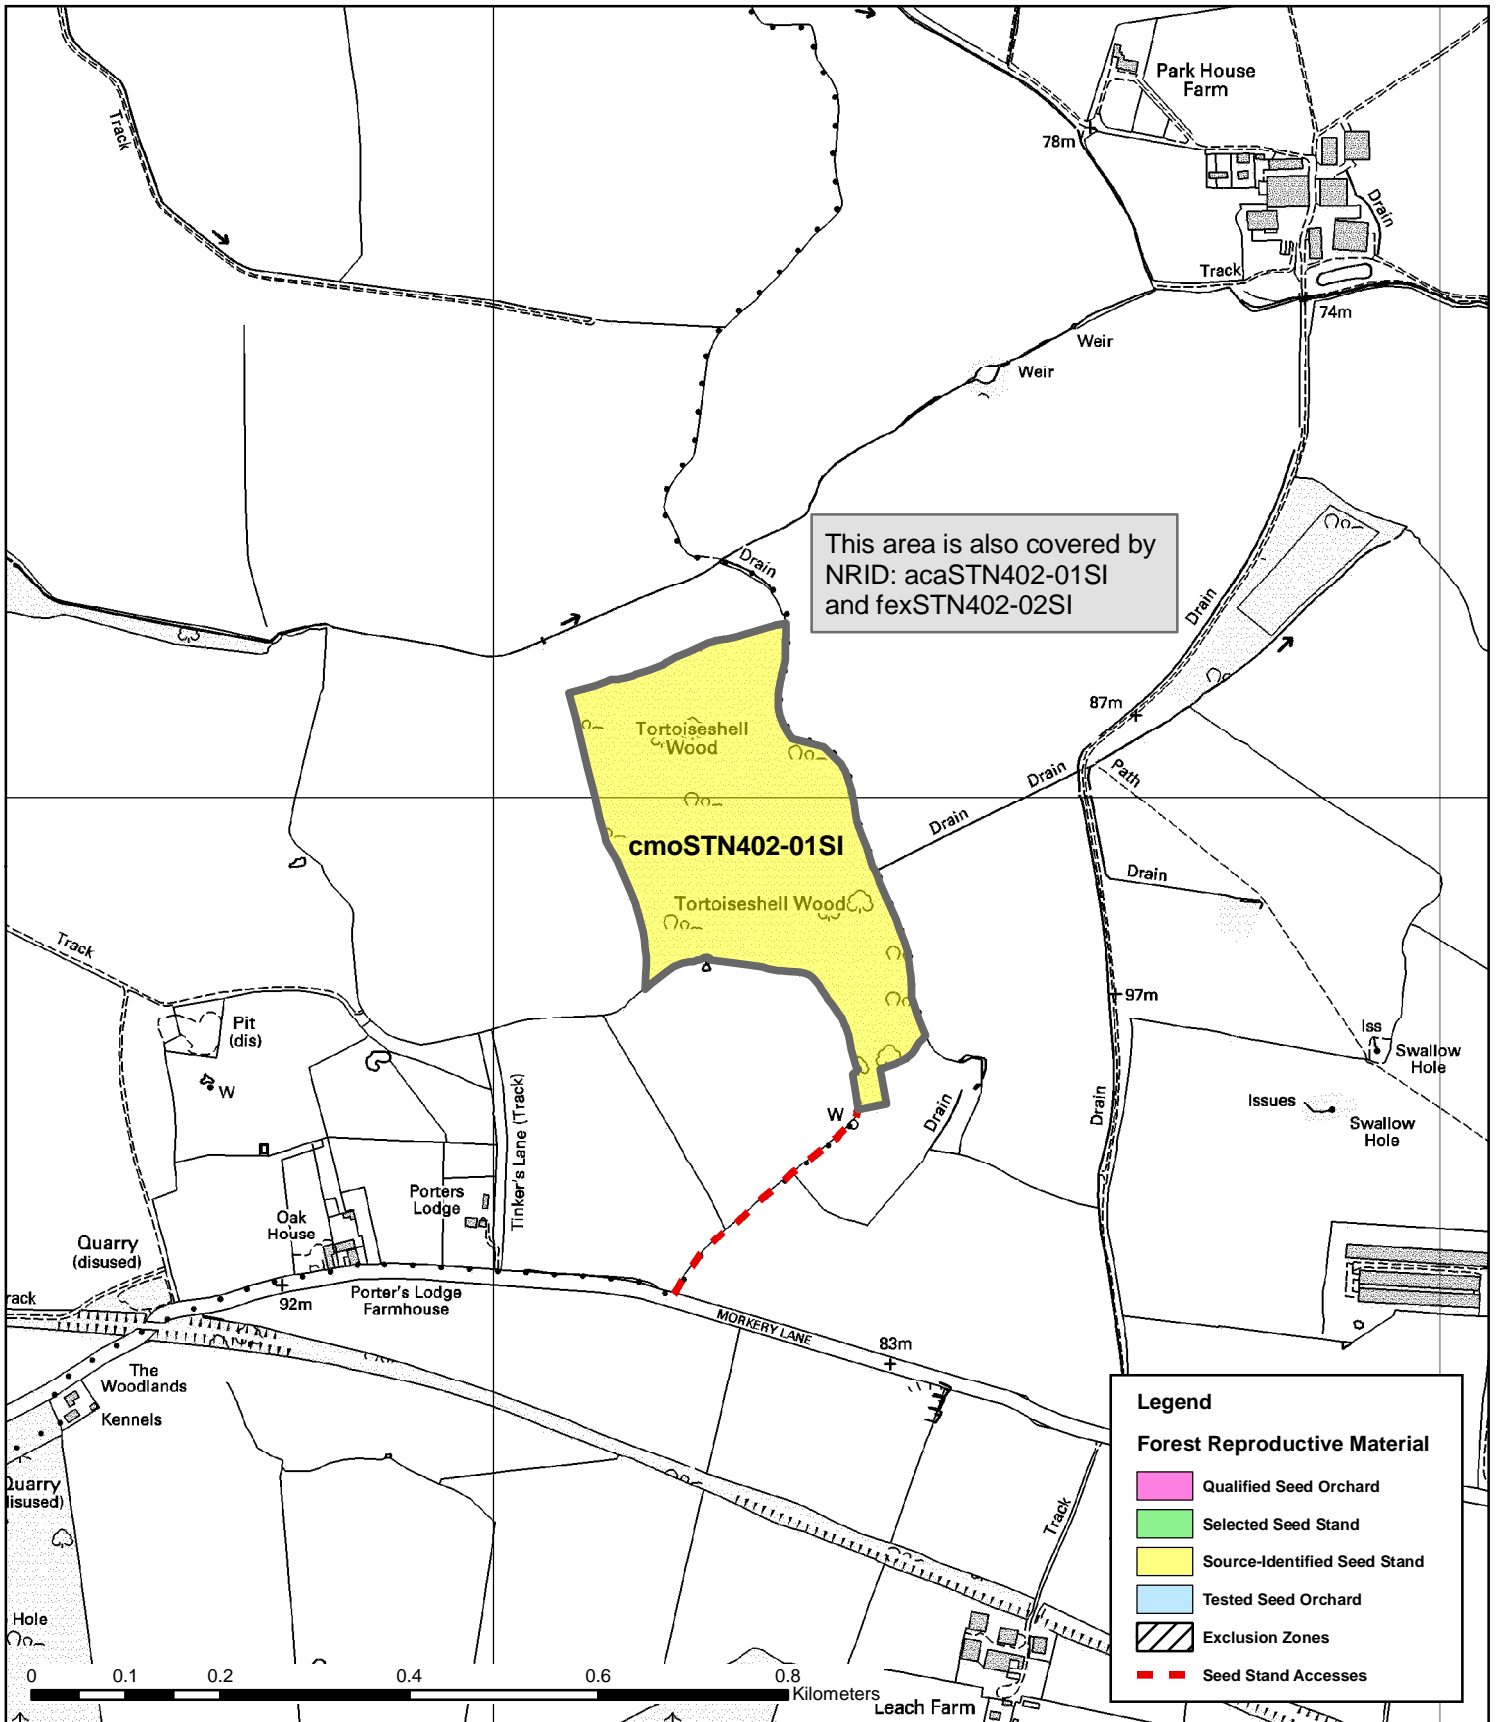 Park House
Farm
Track
78m
Drain
Track
74m
Weir
Weir
Drain
This area is also covered by
NRID: acaSTN402-01SI
and fexSTN402-02SI
Drain
87m
Tortoiseshell
Wood
Drain
Path
Drain
cmoSTN402-01SI
Drain
Tortoiseshell Wood
Track
97m
Pit
(dis)
Iss
Swallow
Hole
W
Issues
Drain
W
Drain
Swallow
Hole
Tinker's Lane (Track)
Porters
Lodge
Oak
House
Quarry
(disused)
rack
92m
Porter's Lodge
Farmhouse
MORKERY LANE
83m
The
Woodlands
Kennels
Quarry
disused)
Track
Hole
Leach Farm
Legend
Forest Reproductive Material
Qualified Seed Orchard
Selected Seed Stand
Source-Identified Seed Stand
Tested Seed Orchard
Exclusion Zones
Seed Stand Accesses
0 0.1 0.2 0.4 0.6 0.8
Kilometers